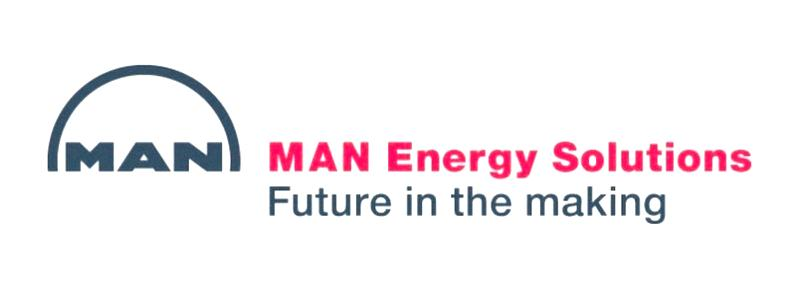 MAN
MAN Energy Solutions
Future in the making